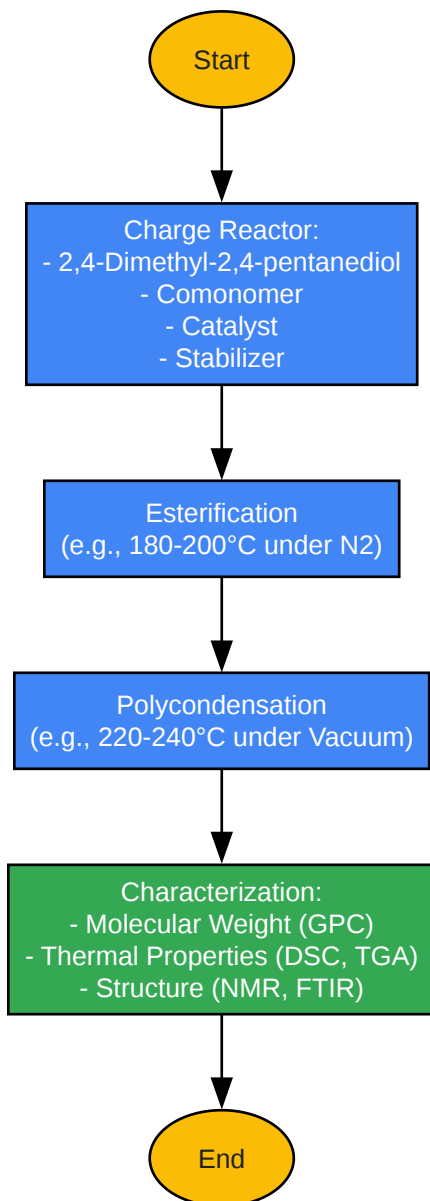 Start
Charge Reactor:
- 2,4-Dimethyl-2,4-pentanediol
- Comonomer
- Catalyst
- Stabilizer
Esterification
(e.g., 180-200°C under N2)
Polycondensation
(e.g., 220-240°C under Vacuum)
Characterization:
- Molecular Weight (GPC)
- Thermal Properties (DSC, TGA)
- Structure (NMR, FTIR)
End